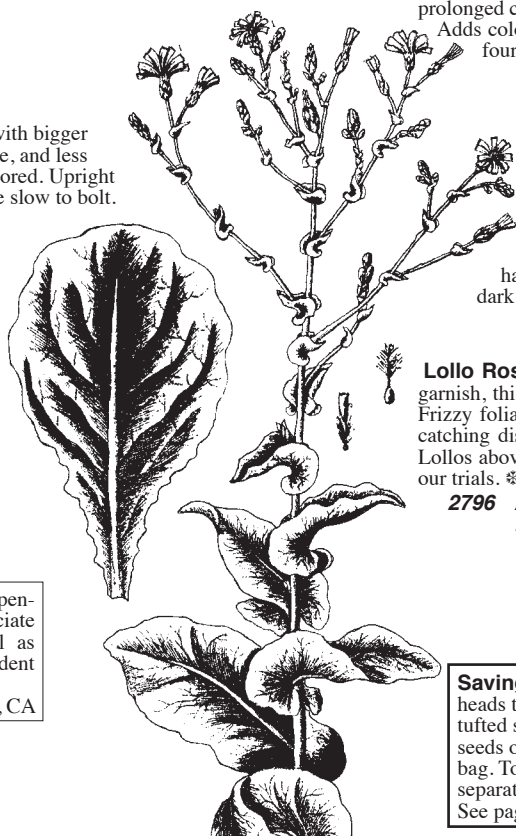 prolonged c
Adds colo
four
with bigger
e, and less
ored. Upright
e slow to bolt.
ha
dark
Lollo Ros
garnish, thi
Frizzy folia
catching dis
Lollos abov
our trials. ❄
2796
pen-
ciate
l as
dent
, CA
Saving
heads t
tufted s
seeds o
bag. To
separat
See pag